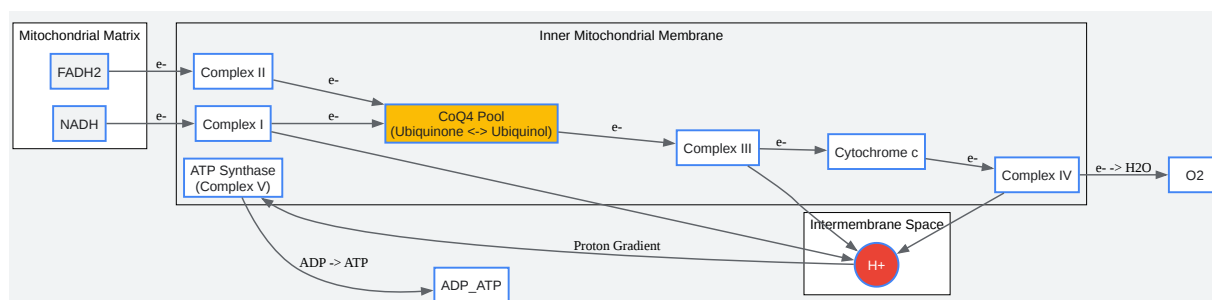 Mitochondrial Matrix
Inner Mitochondrial Membrane
FADH2
e-
Complex II
e-
NADH
e-
Complex I
e-
CoQ4 Pool
(Ubiquinone <-> Ubiquinol)
e-
Complex III
e-
Cytochrome c
e-
Complex IV
e- -> H2O
O2
ATP Synthase
(Complex V)
Intermembrane Space
Proton Gradient
H+
ADP -> ATP
ADP_ATP